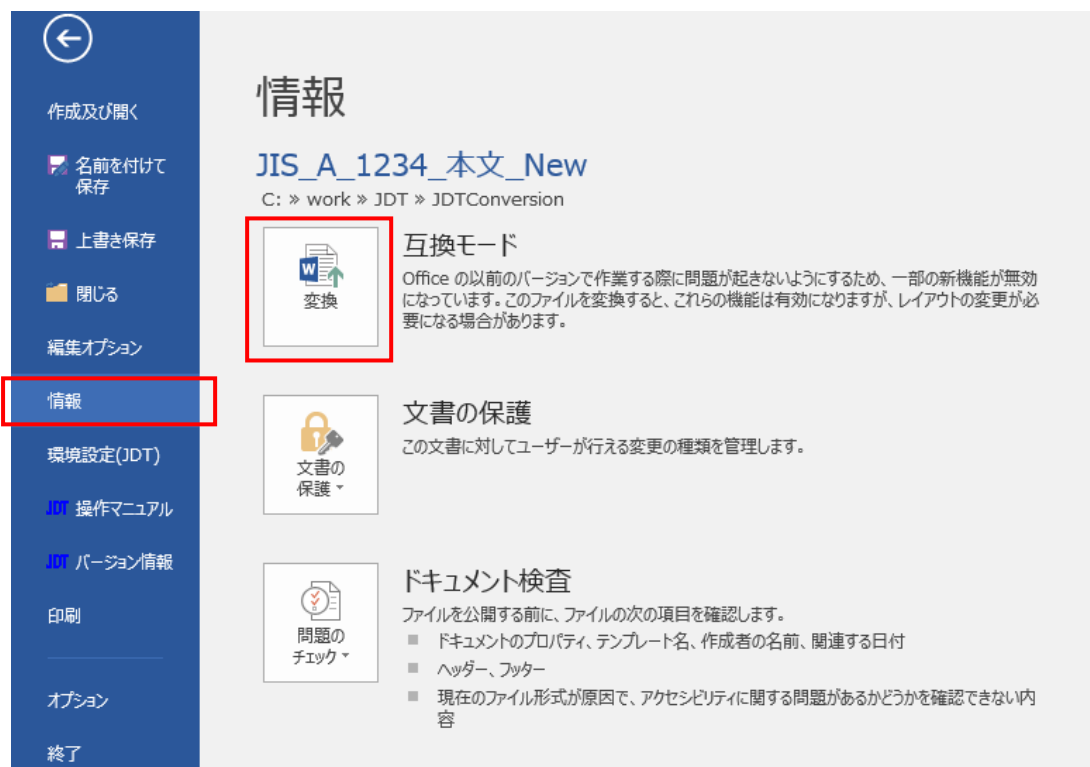 作成及び開く
名前を付けて
保存
上書き保存
閉じる
編集オプション
情報
環境設定(JDT)
JDT 操作マニュアル
JDT バージョン情報
印刷
オプション
終了
情報
JIS_A_1234_本文_New
C: » work » JDT » JDTConversion
変換
互換モード
Office の以前のバージョンで作業する際に問題が起きないようにするため、一部の新機能が無効
になっています。このファイルを変換すると、これらの機能は有効になりますが、レイアウトの変更が必
要になる場合があります。
文書の
保護
文書の保護
この文書に対してユーザーが行える変更の種類を管理します。
問題の
チェック
ドキュメント検査
ファイルを公開する前に、ファイルの次の項目を確認します。
ドキュメントのプロパティ、テンプレート名、作成者の名前、関連する日付
ヘッダー、フッター
現在のファイル形式が原因で、アクセシビリティに関する問題があるかどうかを確認できない内
容